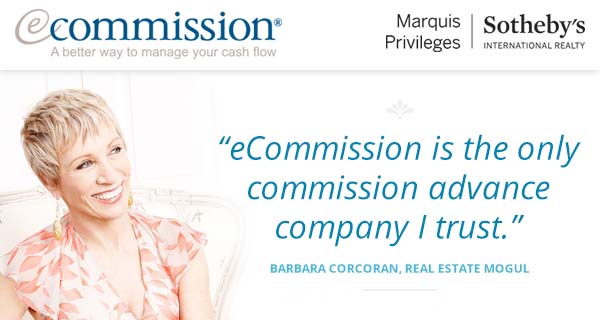 ecommission®
A better way to manage your cash flow
Marquis
Privileges
Sotheby's
INTERNATIONAL REALTY
“eCommission is the only
commission advance
company I trust.”
BARBARA CORCORAN, REAL ESTATE MOGUL